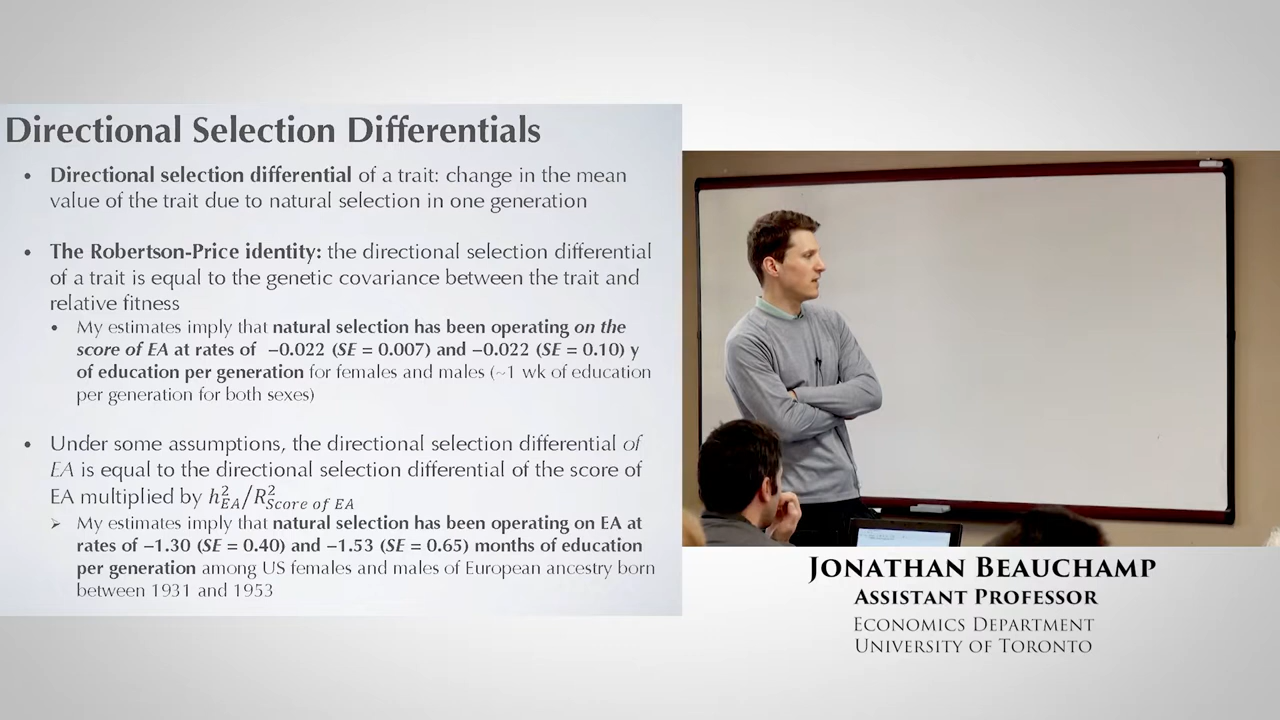 Directional Selection Differentials
• Directional selection differential of a trait: change in the mean
value of the trait due to natural selection in one generation
• The Robertson-Price identity: the directional selection differential
of a trait is equal to the genetic covariance between the trait and
relative fitness
• My estimates imply that natural selection has been operating on the
score of EA at rates of −0.022 (SE = 0.007) and −0.022 (SE = 0.10) y
of education per generation for females and males (~1 wk of education
per generation for both sexes)
• Under some assumptions, the directional selection differential of
EA is equal to the directional selection differential of the score of
EA multiplied by h²_EA/R²_Score of EA
➢ My estimates imply that natural selection has been operating on EA at
rates of −1.30 (SE = 0.40) and −1.53 (SE = 0.65) months of education
per generation among US females and males of European ancestry born
between 1931 and 1953
JONATHAN BEAUCHAMP
ASSISTANT PROFESSOR
ECONOMICS DEPARTMENT
UNIVERSITY OF TORONTO